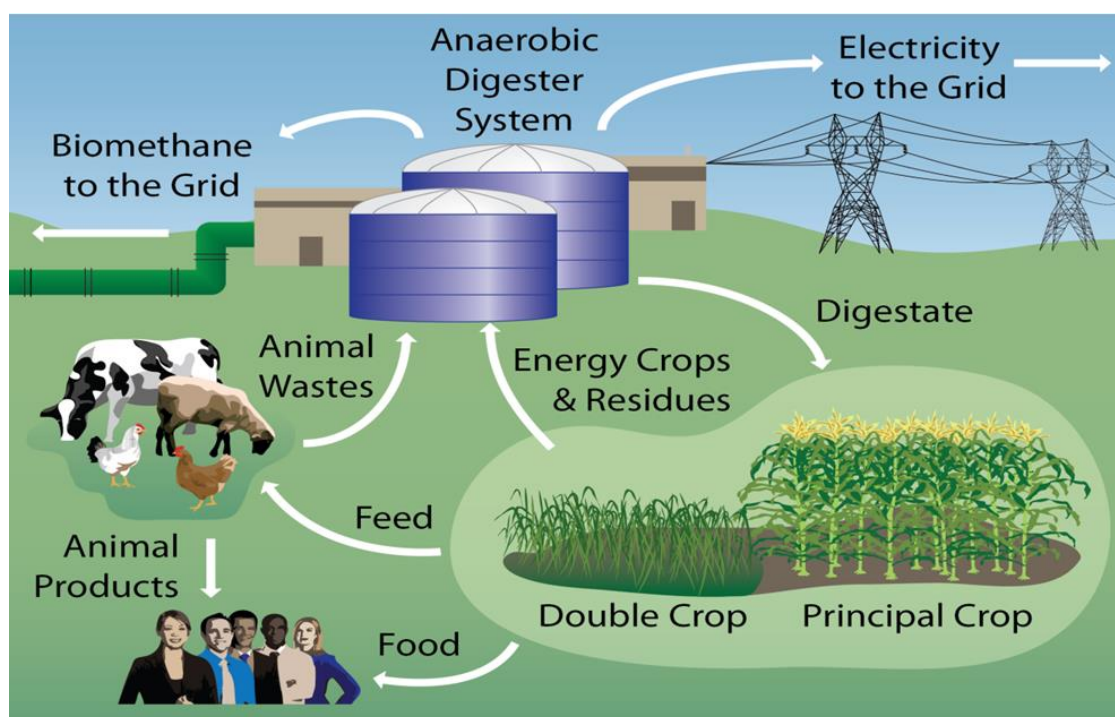 Anaerobic
Digester
System
Electricity
to the Grid
Biomethane
to the Grid
Digestate
Animal
Wastes
Energy Crops
& Residues
Feed
Animal
Products
Double Crop
Principal Crop
Food